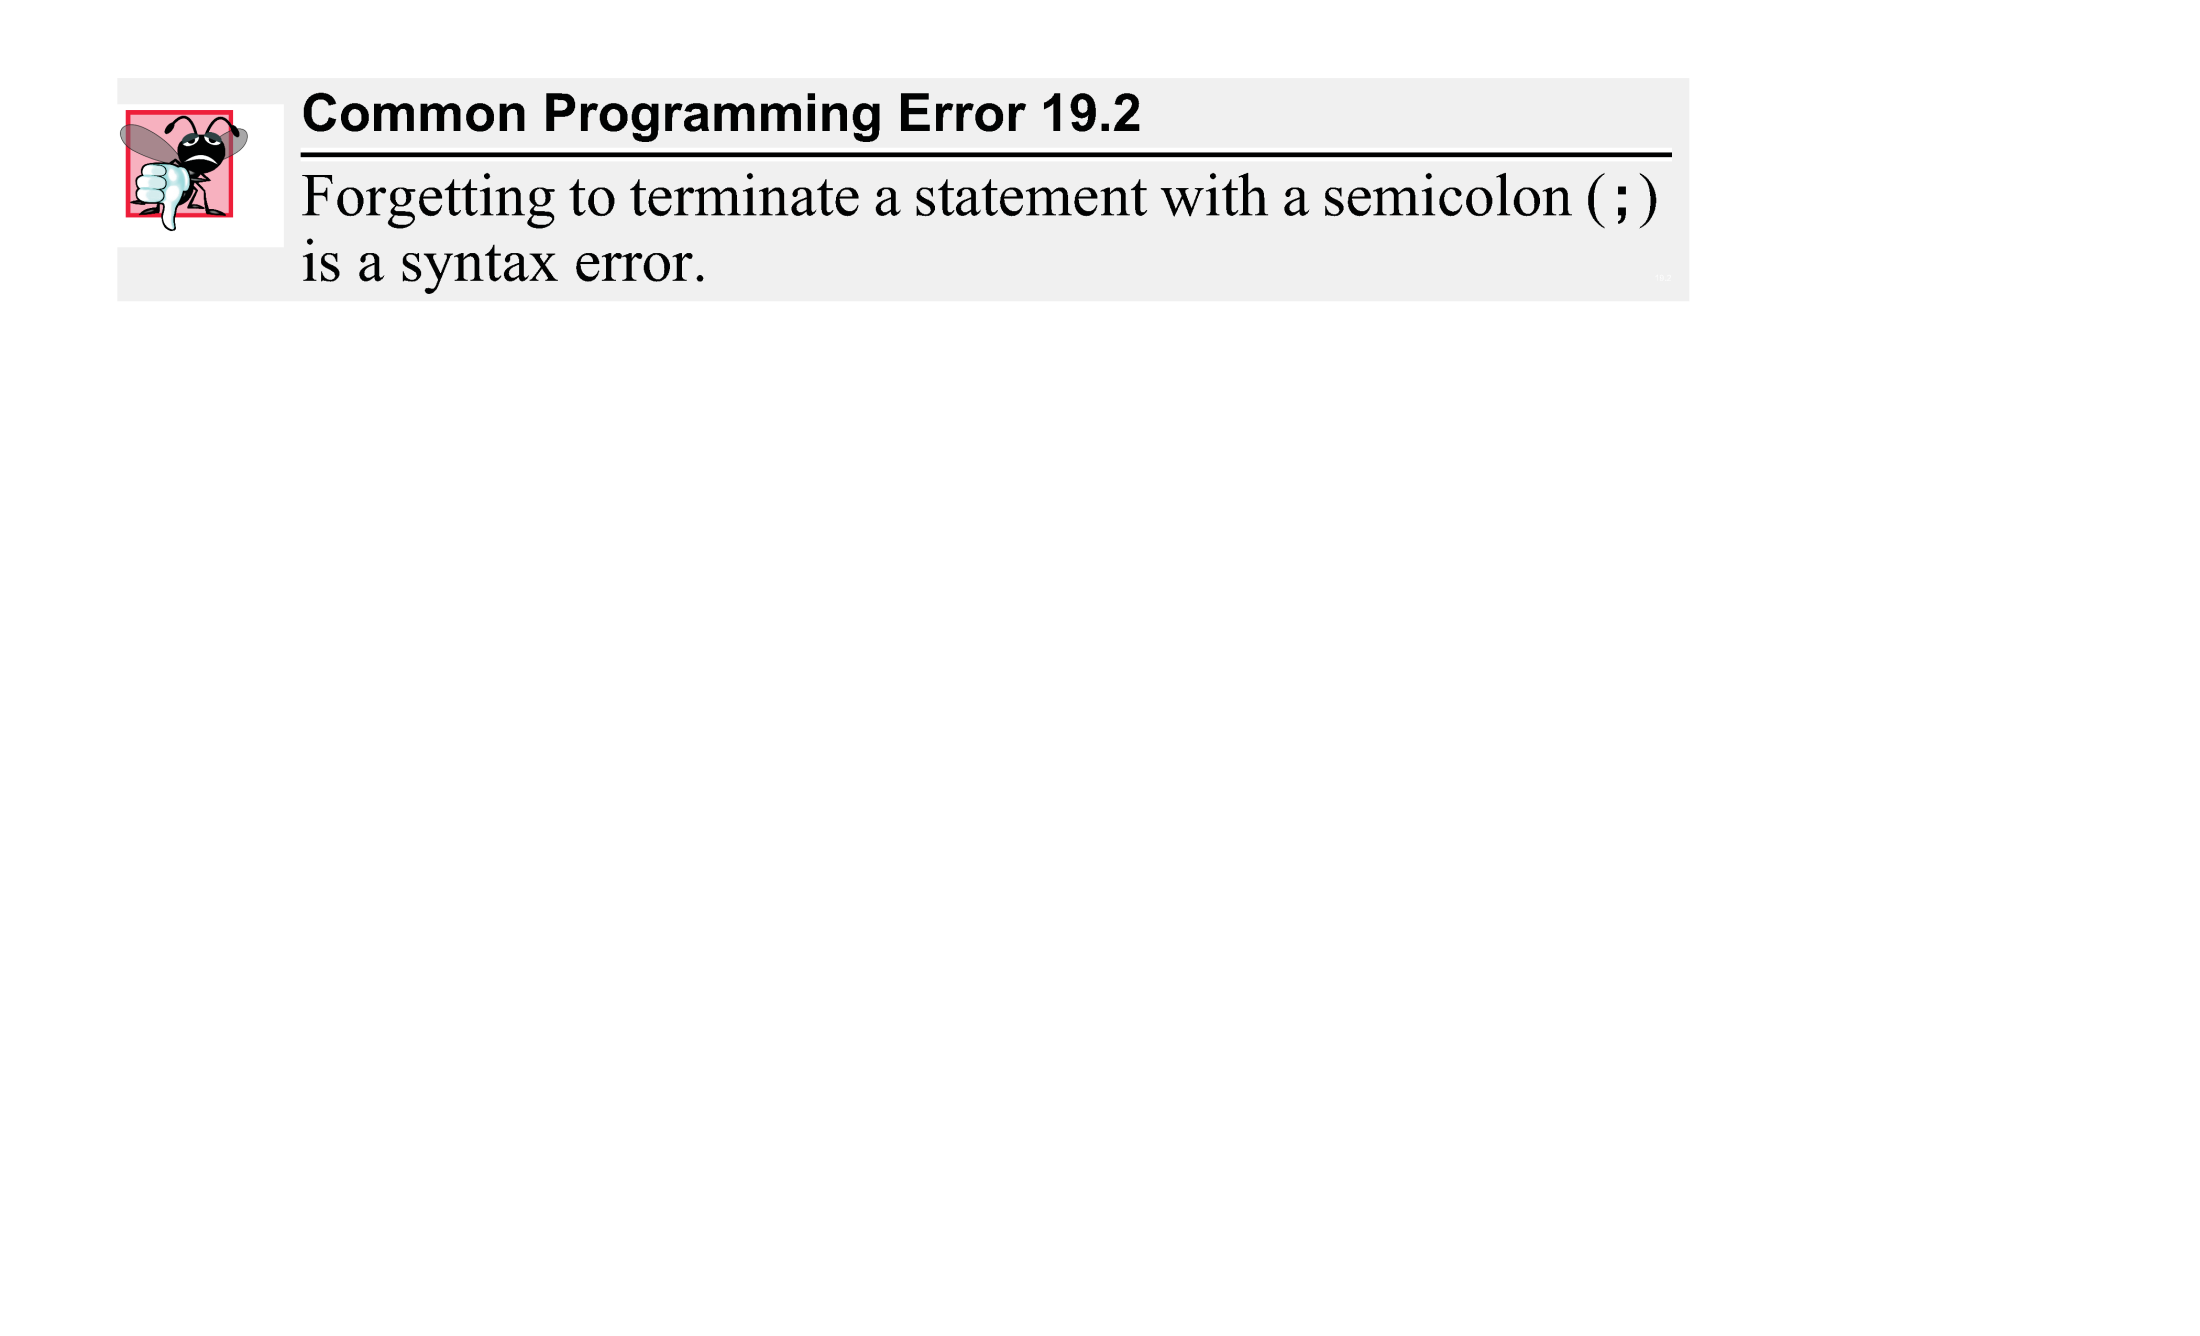 Common Programming Error 19.2
Forgetting to terminate a statement with a semicolon (;)
is a syntax error.